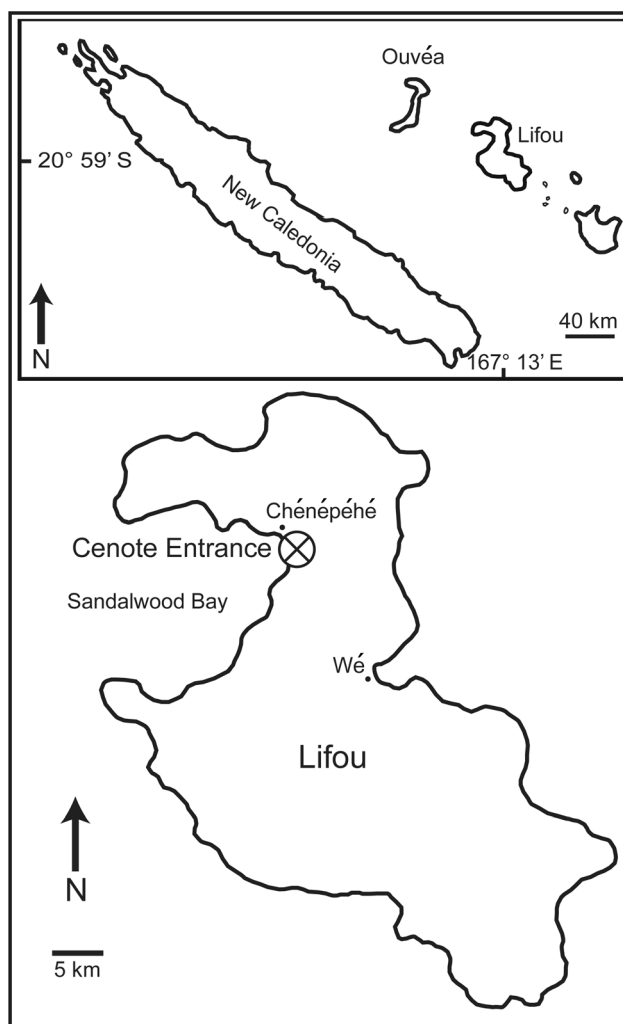 Ouvéa
Lifou
20° 59' S
New Caledonia
40 km
N
167° 13' E
Chénépéhé
Cenote Entrance
Sandalwood Bay
Wé
Lifou
N
5 km